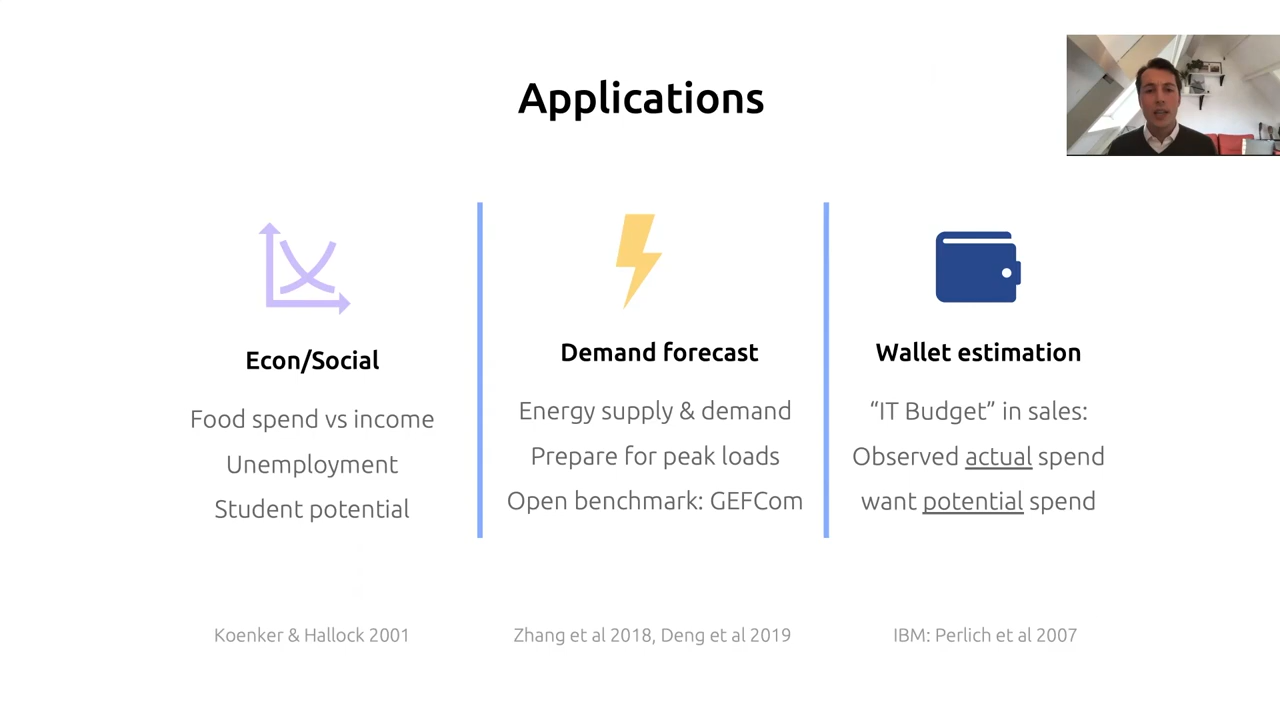 Applications
Econ/Social
Food spend vs income
Unemployment
Student potential
Koenker & Hallock 2001
Demand forecast
Energy supply & demand
Prepare for peak loads
Open benchmark: GEFCom
Zhang et al 2018, Deng et al 2019
Wallet estimation
“IT Budget” in sales:
Observed actual spend
want potential spend
IBM: Perlich et al 2007